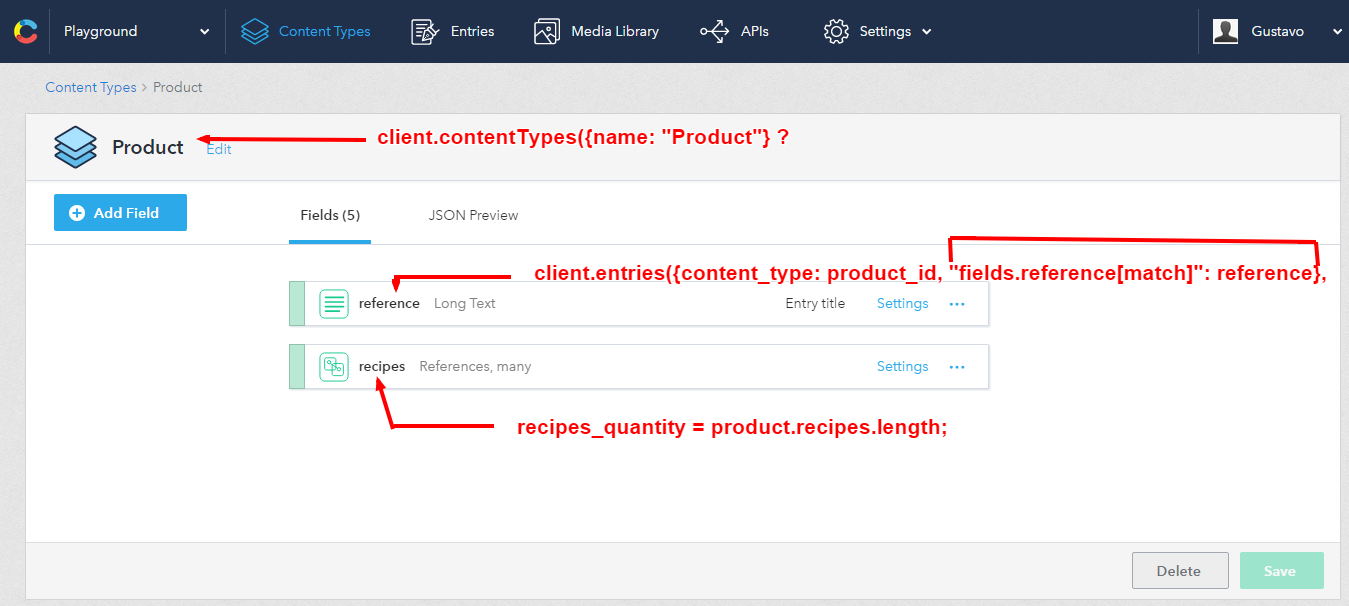 Playground Content Types Entries Media Library APIs Settings Gustavo
Content Types > Product
Product Edit client.contentTypes({name: "Product"} ?
Add Field Fields (5) JSON Preview
client.entries({content_type: product_id, "fields.reference[match]": reference},
reference Long Text Entry title Settings ...
recipes References, many Settings ...
recipes_quantity = product.recipes.length;
Delete Save